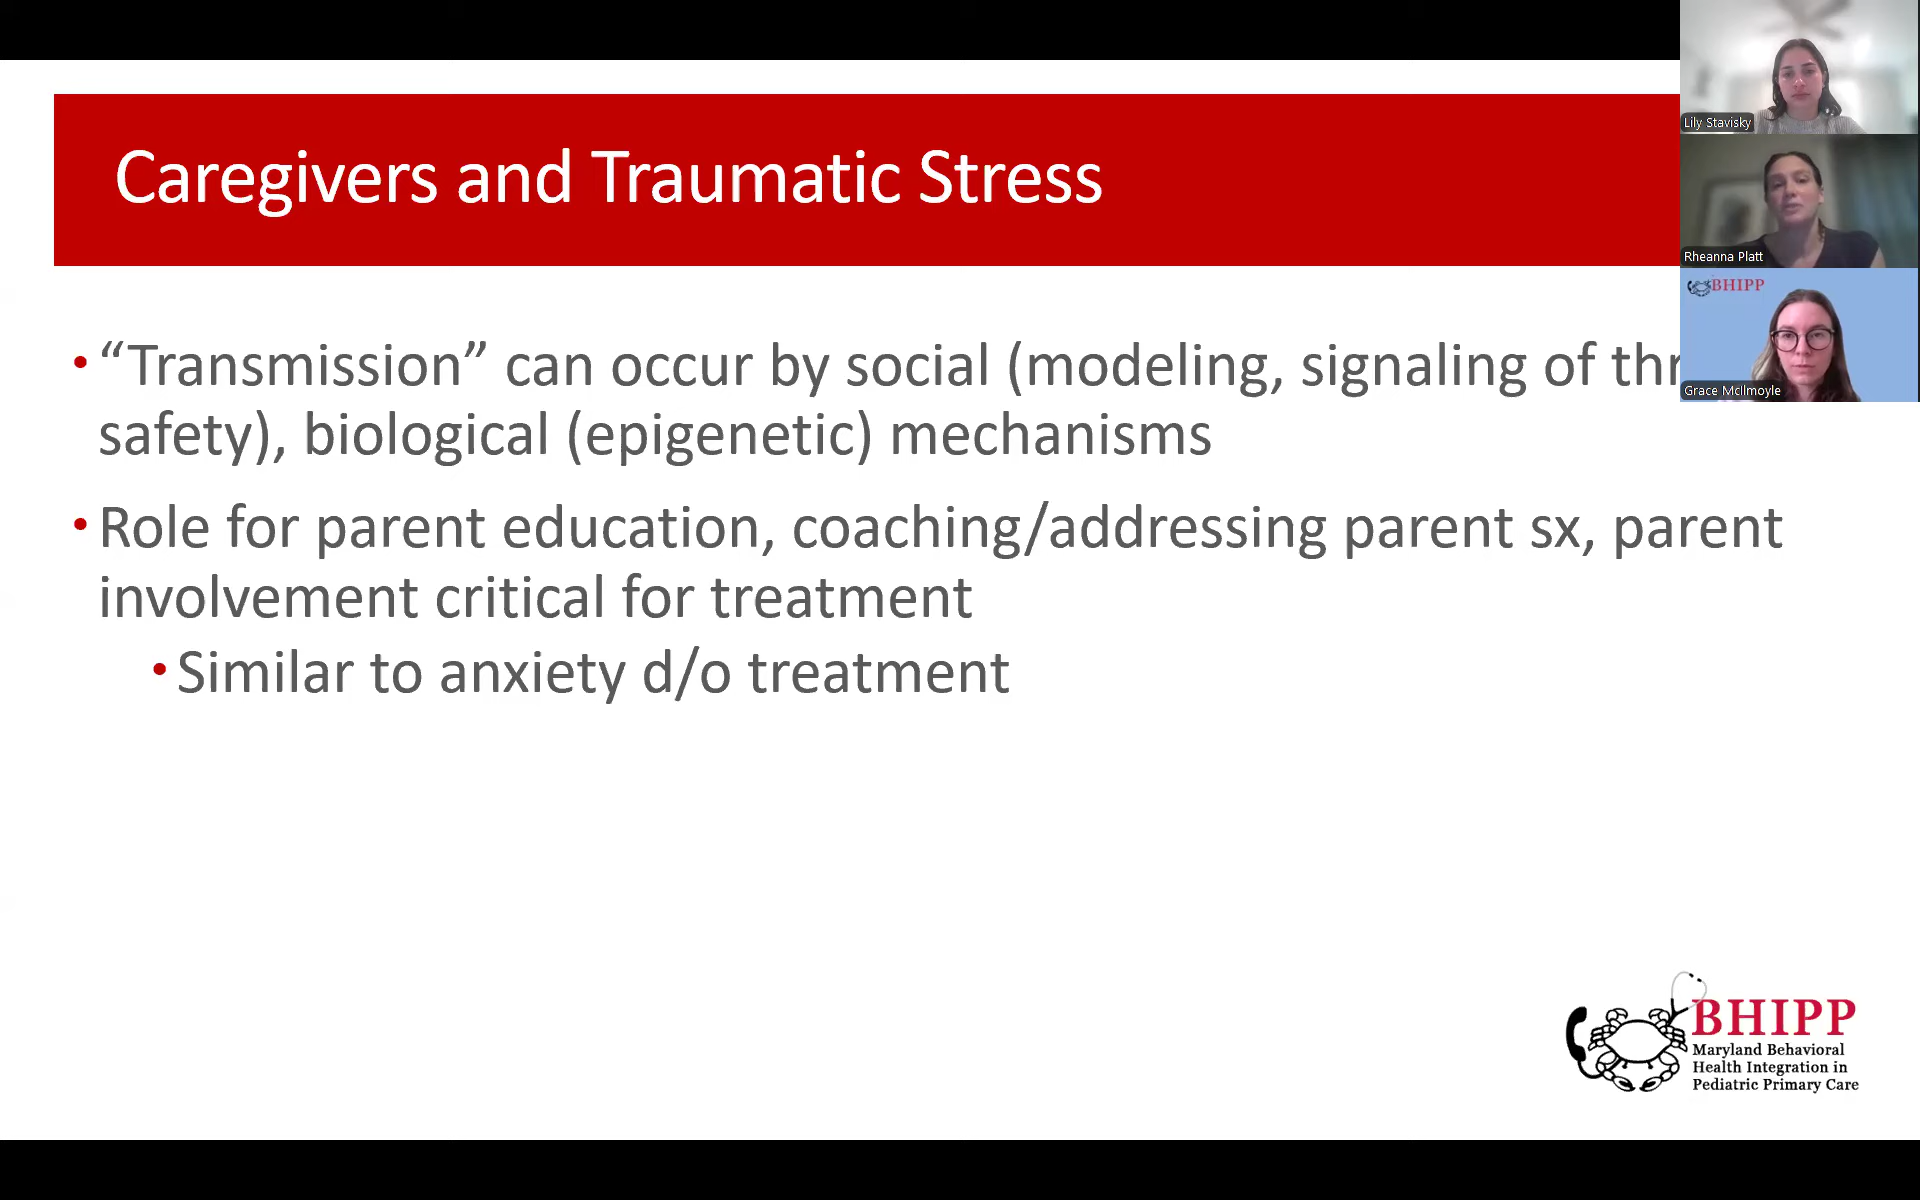 Caregivers and Traumatic Stress
• “Transmission” can occur by social (modeling, signaling of
safety), biological (epigenetic) mechanisms
• Role for parent education, coaching/addressing parent sx, parent
involvement critical for treatment
• Similar to anxiety d/o treatment
Lily Stavisky
Rheanna Platt
BHIPP
Grace McIlmoyle
BHIPP
Maryland Behavioral
Health Integration in
Pediatric Primary Care